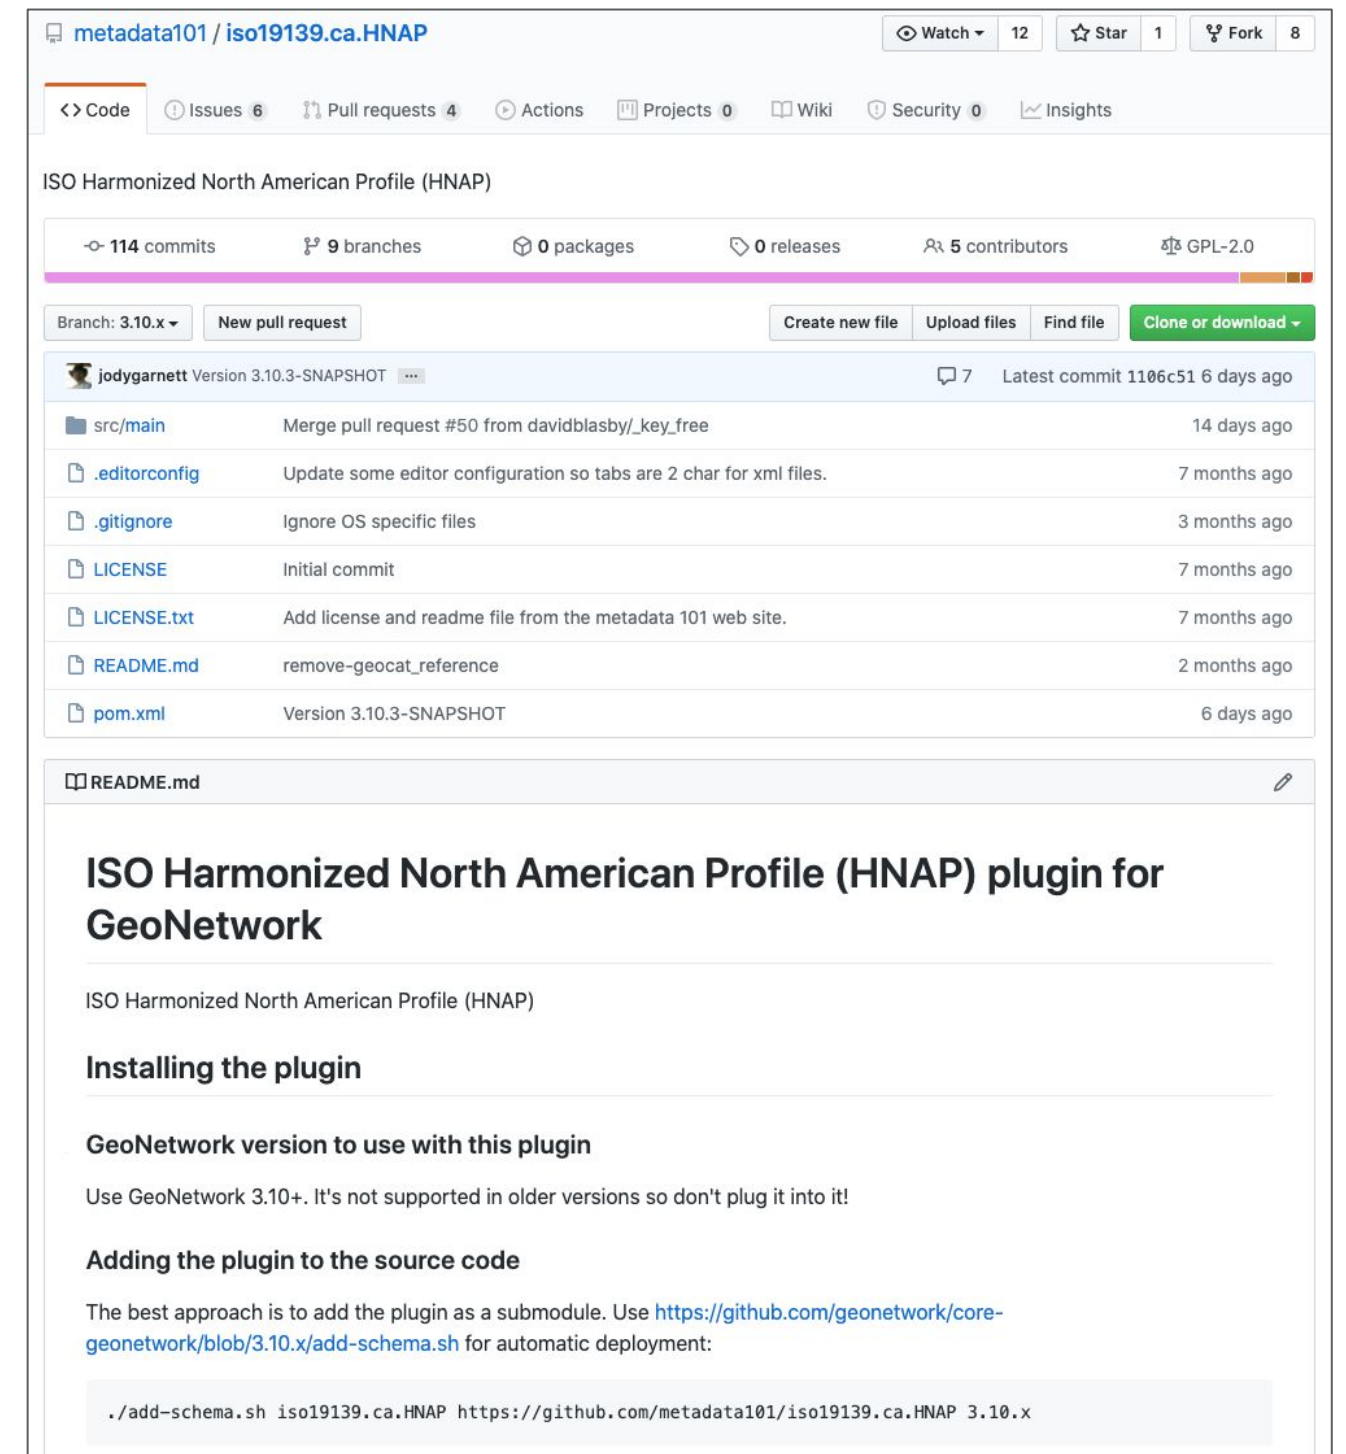 metadata101 / iso19139.ca.HNAP Watch 12 Star 1 Fork 8
Code Issues 6 Pull requests 4 Actions Projects 0 Wiki Security 0 Insights
ISO Harmonized North American Profile (HNAP)
114 commits 9 branches 0 packages 0 releases 5 contributors GPL-2.0
Branch: 3.10.x New pull request Create new file Upload files Find file Clone or download
jodygarnett Version 3.10.3-SNAPSHOT ... 7 Latest commit 1106c51 6 days ago
src/main Merge pull request #50 from davidblasby/_key_free 14 days ago
.editorconfig Update some editor configuration so tabs are 2 char for xml files. 7 months ago
.gitignore Ignore OS specific files 3 months ago
LICENSE Initial commit 7 months ago
LICENSE.txt Add license and readme file from the metadata 101 web site. 7 months ago
README.md remove-geocat_reference 2 months ago
pom.xml Version 3.10.3-SNAPSHOT 6 days ago
README.md
ISO Harmonized North American Profile (HNAP) plugin for
GeoNetwork
ISO Harmonized North American Profile (HNAP)
Installing the plugin
GeoNetwork version to use with this plugin
Use GeoNetwork 3.10+. It's not supported in older versions so don't plug it into it!
Adding the plugin to the source code
The best approach is to add the plugin as a submodule. Use https://github.com/geonetwork/core-
geonetwork/blob/3.10.x/add-schema.sh for automatic deployment:
./add-schema.sh iso19139.ca.HNAP https://github.com/metadata101/iso19139.ca.HNAP 3.10.x